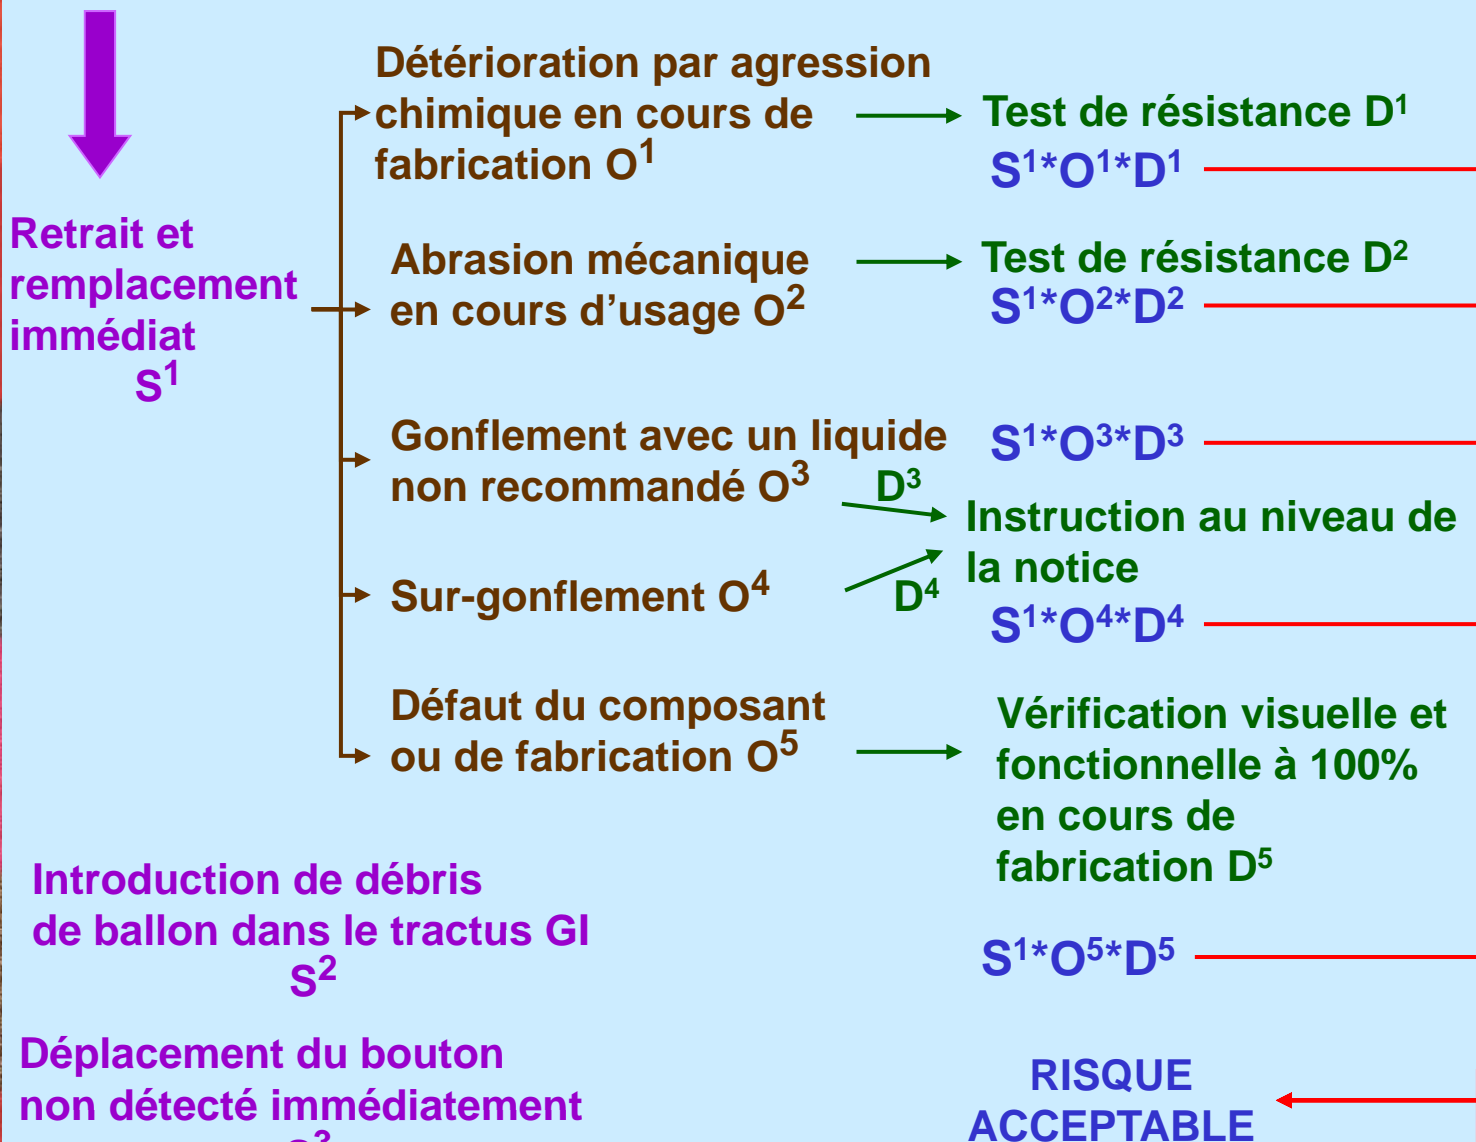 Détérioration par agression
chimique en cours de
fabrication O¹
Test de résistance D¹
S¹*O¹*D¹
Retrait et
remplacement
immédiat
S¹
Abrasion mécanique
en cours d'usage O²
Test de résistance D²
S¹*O²*D²
Gonflement avec un liquide
non recommandé O³
D³
S¹*O³*D³
Instruction au niveau de
la notice
Sur-gonflement O⁴
D⁴
S¹*O⁴*D⁴
Défaut du composant
ou de fabrication O⁵
Vérification visuelle et
fonctionnelle à 100%
en cours de
fabrication D⁵
S¹*O⁵*D⁵
Introduction de débris
de ballon dans le tractus GI
S²
Déplacement du bouton
non détecté immédiatement
S³
RISQUE
ACCEPTABLE